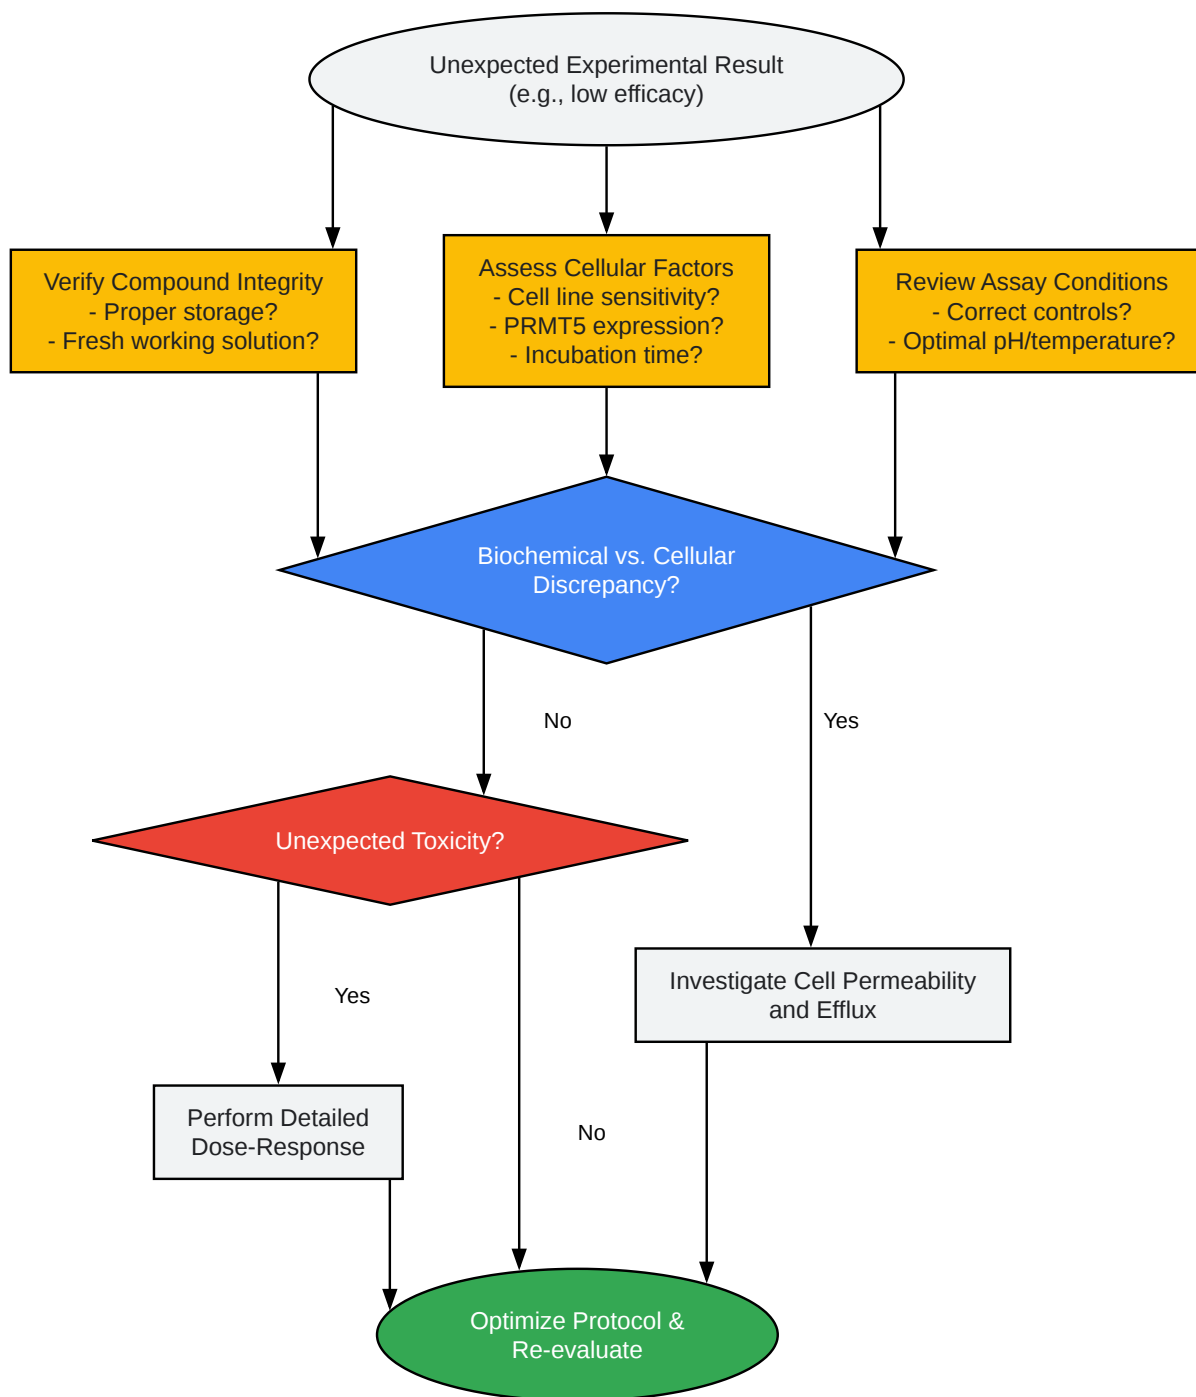 Unexpected Experimental Result
(e.g., low efficacy)
Verify Compound Integrity
- Proper storage?
- Fresh working solution?
Assess Cellular Factors
- Cell line sensitivity?
- PRMT5 expression?
- Incubation time?
Review Assay Conditions
- Correct controls?
- Optimal pH/temperature?
Biochemical vs. Cellular
Discrepancy?
No
Yes
Unexpected Toxicity?
Investigate Cell Permeability
and Efflux
Yes
Perform Detailed
Dose-Response
No
Optimize Protocol &
Re-evaluate